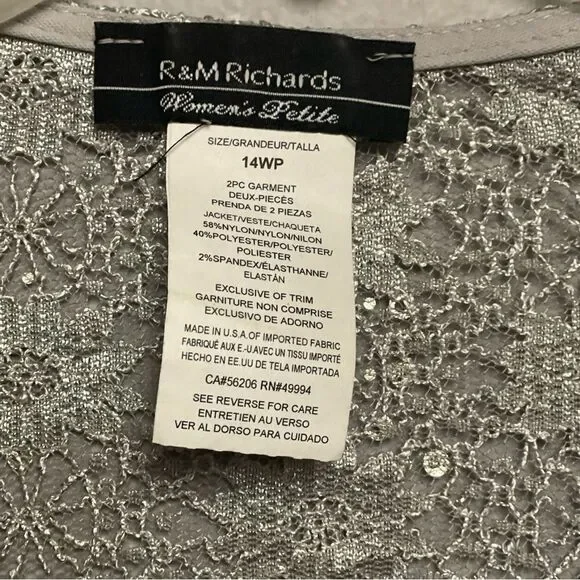 R&M Richards
Women's Petite
SIZE/GRANDEUR/TALLA
14WP
2PC GARMENT
DEUX-PIECÈS
PRENDA DE 2 PIEZAS
JACKET/VESTE/CHAQUETA
58%NYLON/NYLON/NILON
40%POLYESTER/POLYESTER/
POLIESTER
2%SPANDEX/ÉLASTHANNE/
ELASTÁN
EXCLUSIVE OF TRIM
GARNITURE NON COMPRISE
EXCLUSIVO DE ADORNO
MADE IN U.S.A.OF IMPORTED FABRIC
FABRIQUÉ AUX E.-U.AVEC UN TISSU IMPORTÉ
HECHO EN EE.UU DE TELA IMPORTADA
CA#56206 RN#49994
SEE REVERSE FOR CARE
ENTRETIEN AU VERSO
VER AL DORSO PARA CUIDADO